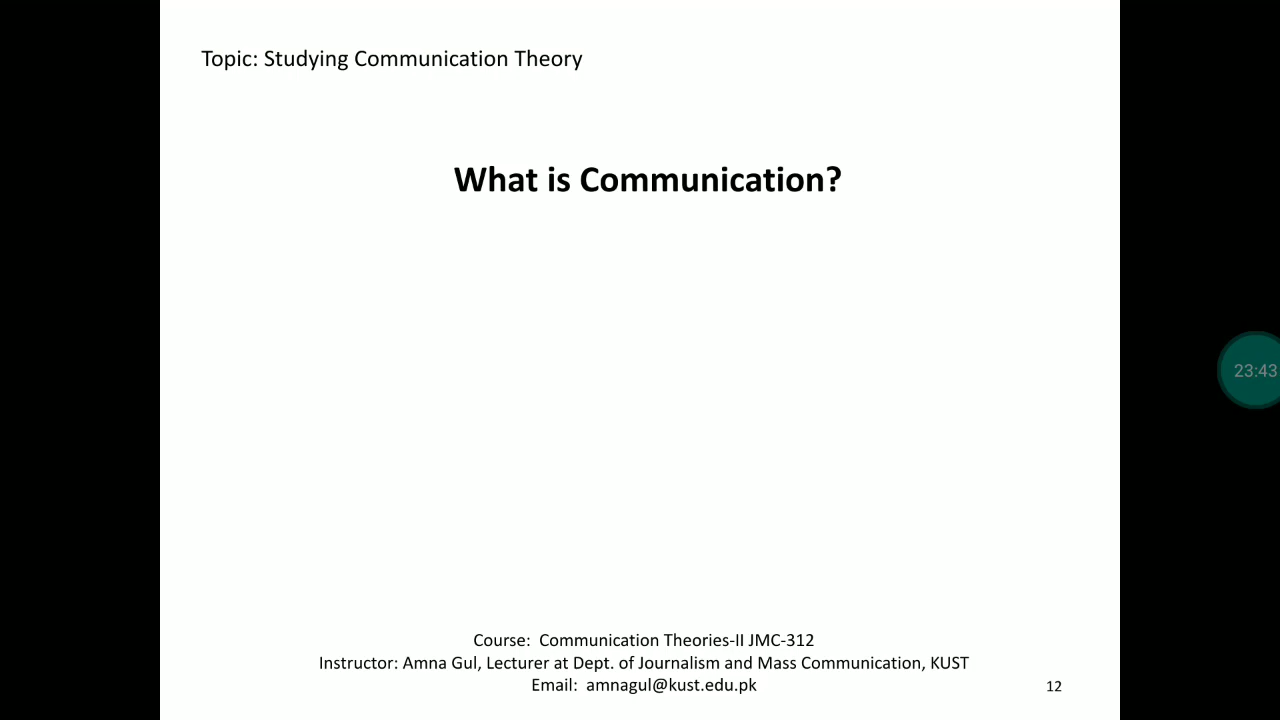 Topic: Studying Communication Theory
What is Communication?
23:43
Course:  Communication Theories-II JMC-312
Instructor: Amna Gul, Lecturer at Dept. of Journalism and Mass Communication, KUST
Email:  amnagul@kust.edu.pk
12